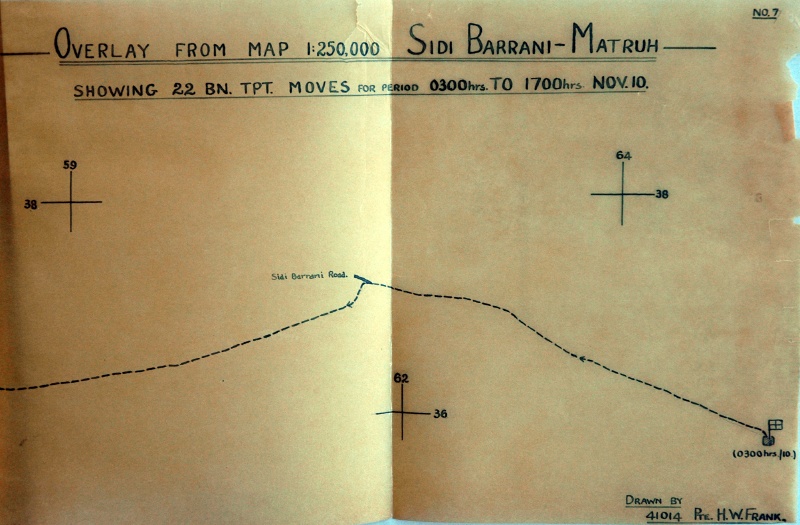 NO. 7
OVERLAY FROM MAP 1:250,000 SIDI BARRANI-MATRUH
SHOWING 22 BN. TPT. MOVES FOR PERIOD 0300hrs. TO 1700hrs. NOV. 10.
59
38
64
38
Sidi Barrani Road.
62
36
(0300hrs./10.)
DRAWN BY
41014 Pte. H.W. FRANK.